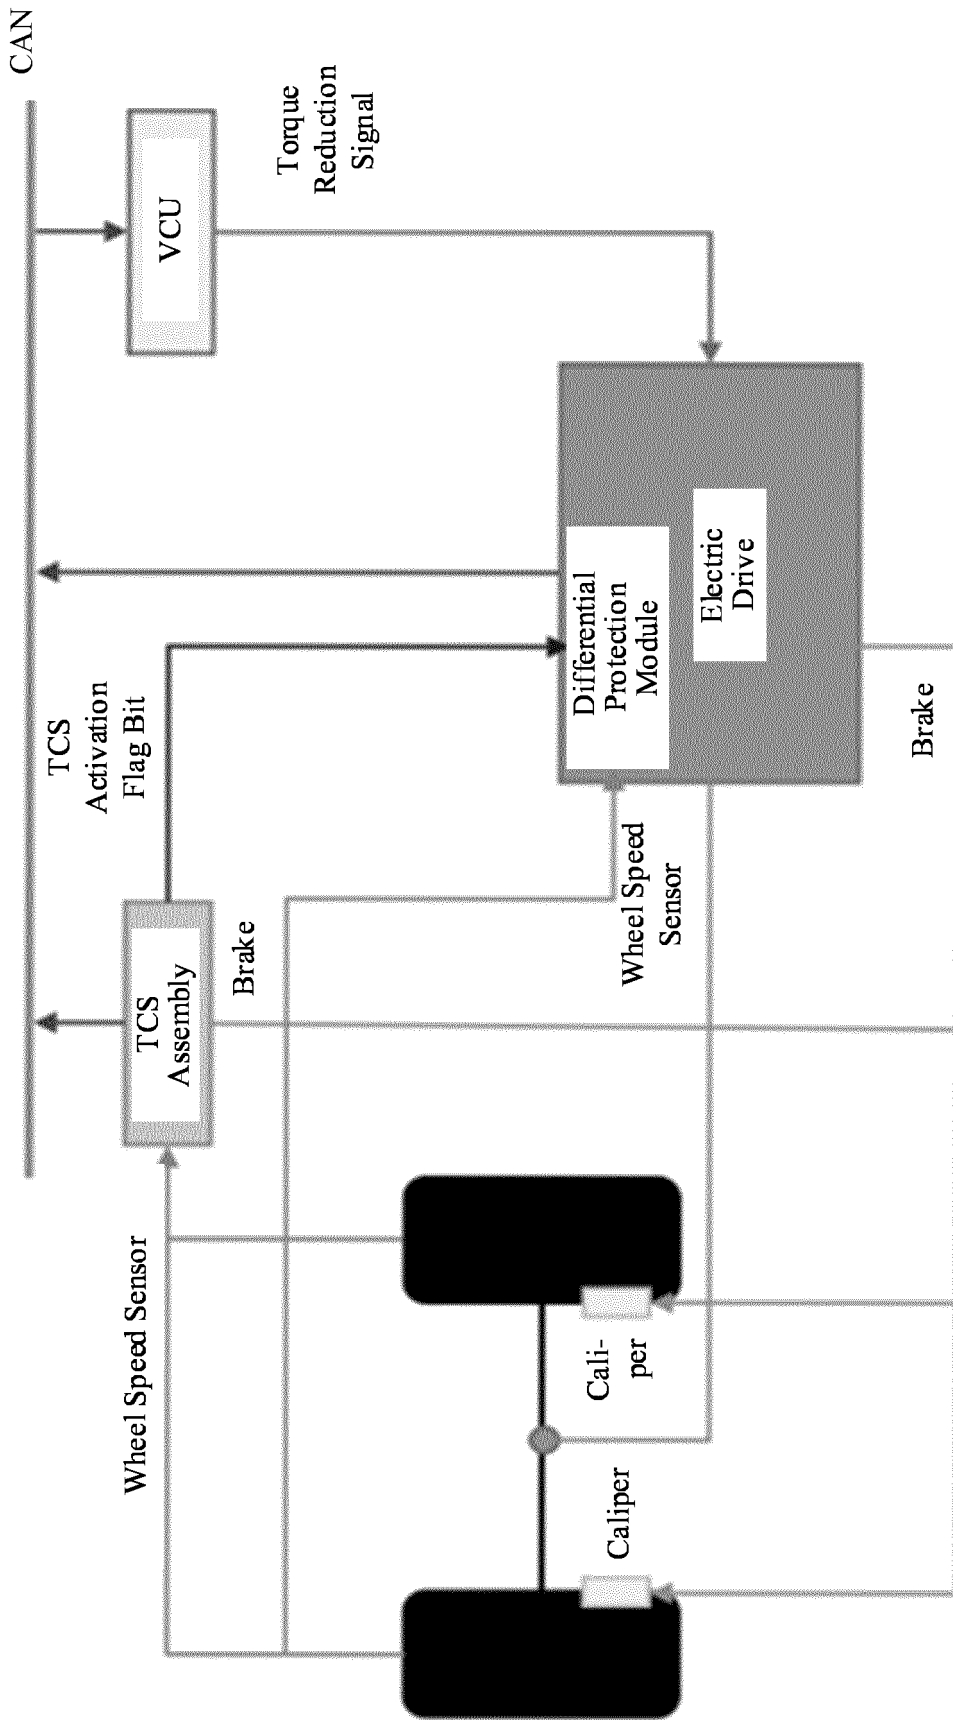 CAN
TCS
Activation
Flag Bit
Torque
Reduction
Signal
VCU
TCS
Assembly
Brake
Wheel Speed Sensor
Wheel Speed
Sensor
Differential
Protection
Module
Electric
Drive
Cali-
per
Caliper
Brake